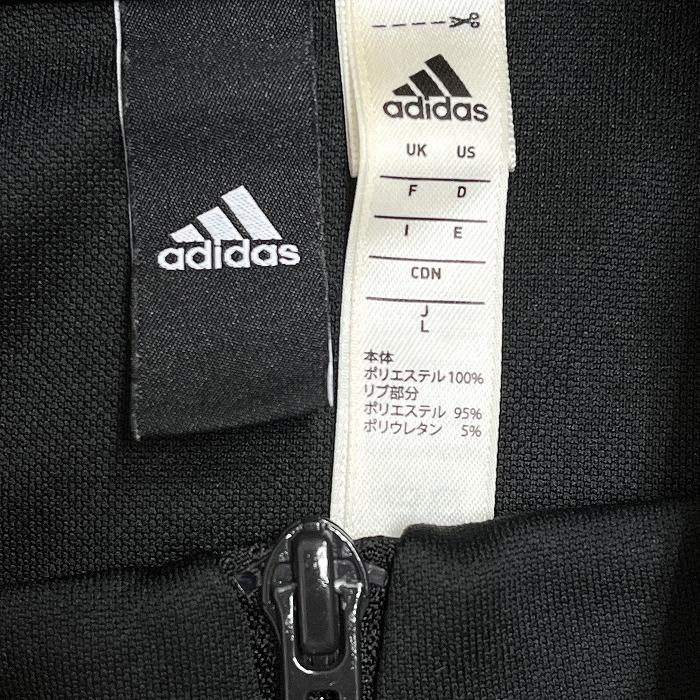 adidas
adidas
UK US
F D
I E
CDN
J
L
本体
ポリエステル100%
リブ部分
ポリエステル 95%
ポリウレタン 5%